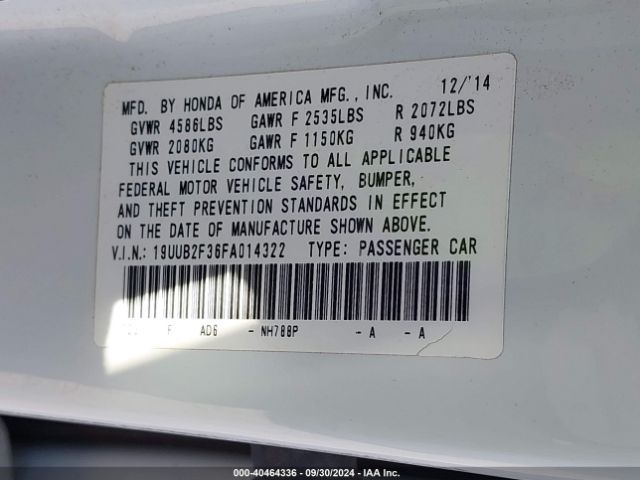 MFD. BY HONDA OF AMERICA MFG., INC. 12/'14
GVWR 4586LBS GAWR F 2535LBS R 2072LBS
GVWR 2080KG GAWR F 1150KG R 940KG
THIS VEHICLE CONFORMS TO ALL APPLICABLE
FEDERAL MOTOR VEHICLE SAFETY, BUMPER,
AND THEFT PREVENTION STANDARDS IN EFFECT
ON THE DATE OF MANUFACTURE SHOWN ABOVE.
V.I.N.: 19UUB2F36FA014322 TYPE: PASSENGER CAR
F AD6 - NH788P - A - A
000-40464336 - 09/30/2024 - IAA Inc.